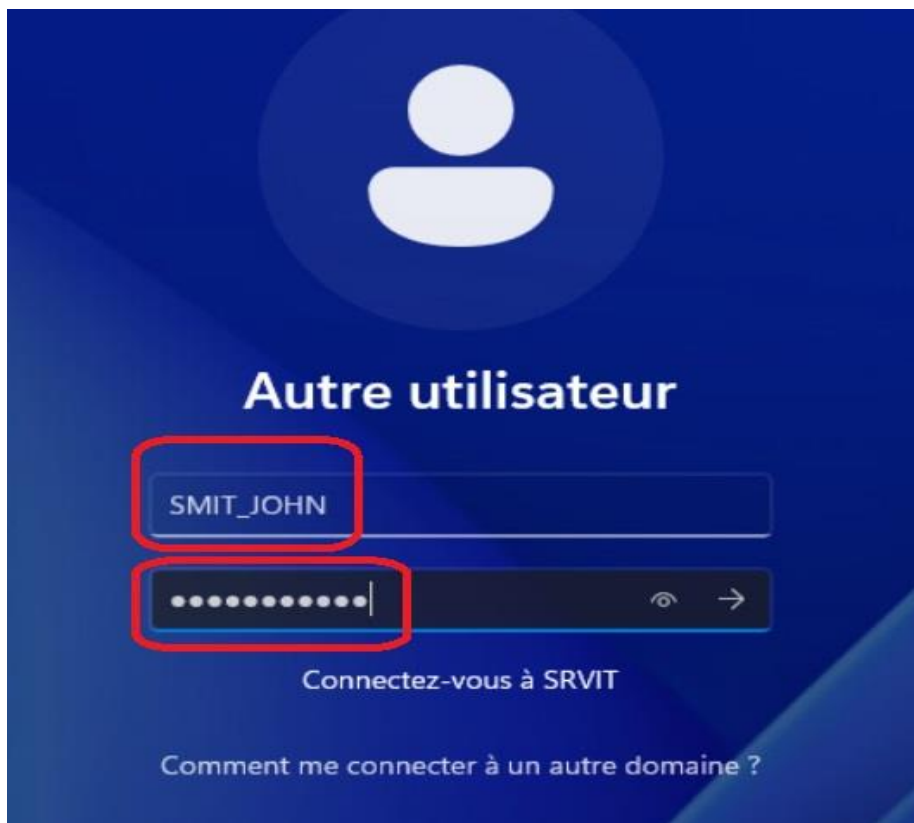 Autre utilisateur
SMIT_JOHN
•••••••••••
Connectez-vous à SRVIT
Comment me connecter à un autre domaine ?